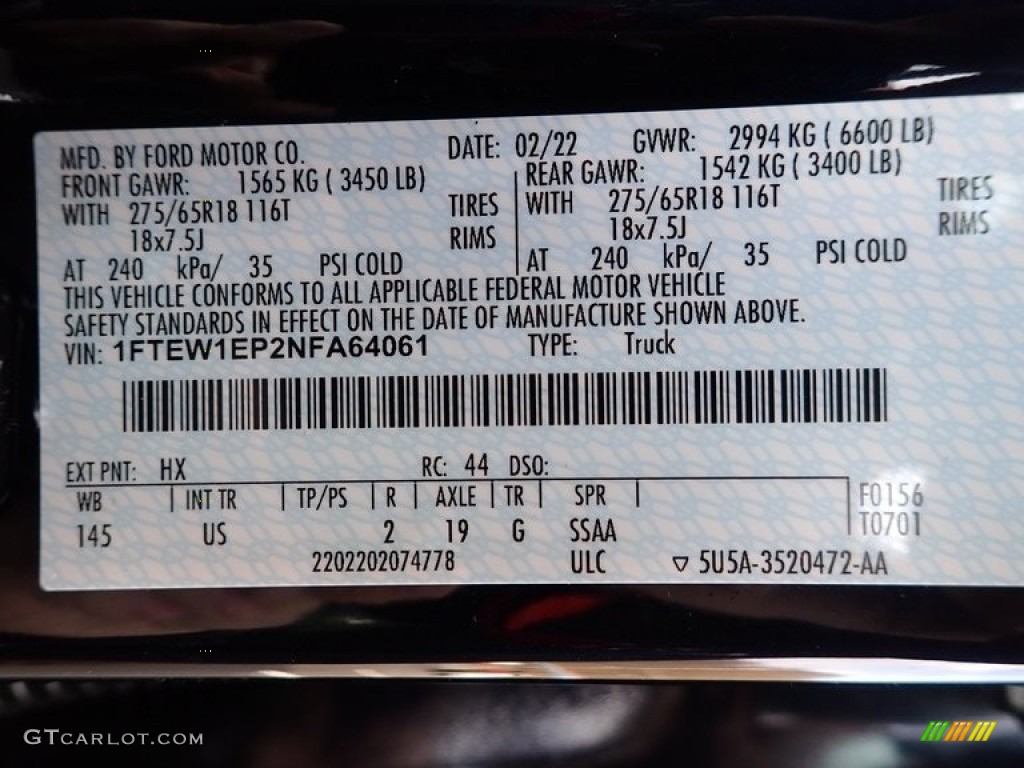 MFD. BY FORD MOTOR CO. DATE: 02/22 GVWR: 2994 KG ( 6600 LB)
FRONT GAWR: 1565 KG ( 3450 LB) REAR GAWR: 1542 KG ( 3400 LB)
WITH 275/65R18 116T TIRES WITH 275/65R18 116T TIRES
18x7.5J RIMS 18x7.5J RIMS
AT 240 kPa/ 35 PSI COLD AT 240 kPa/ 35 PSI COLD
THIS VEHICLE CONFORMS TO ALL APPLICABLE FEDERAL MOTOR VEHICLE
SAFETY STANDARDS IN EFFECT ON THE DATE OF MANUFACTURE SHOWN ABOVE.
VIN: 1FTEW1EP2NFA64061 TYPE: Truck
EXT PNT: HX RC: 44 DSO:
WB INT TR TP/PS R AXLE TR SPR F0156
145 US 2 19 G SSAA T0701
2202202074778 ULC ▽ 5U5A-3520472-AA
GTCARLOT.COM